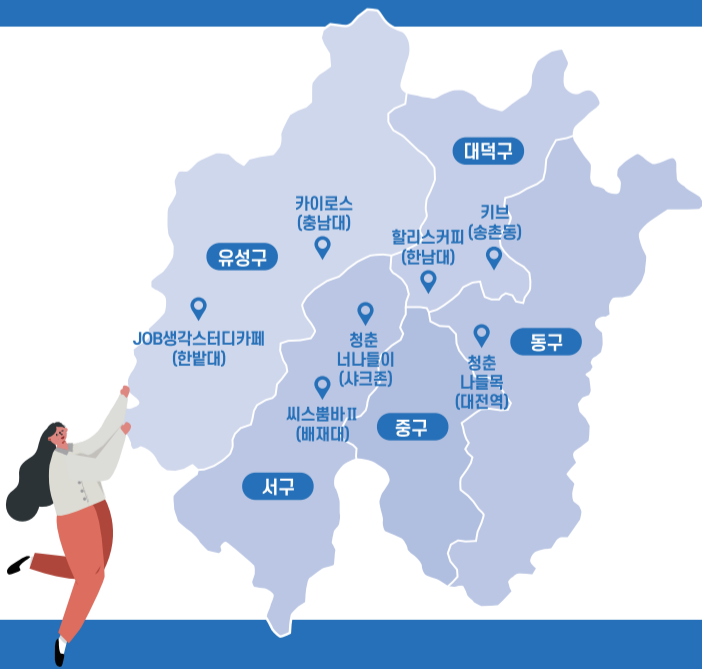 대덕구
카이로스
(충남대)
키브
(송촌동)
할리스커피
(한남대)
유성구
JOB생각스터디카페
(한밭대)
청춘
너나들이
(샤크존)
동구
청춘
나들목
(대전역)
씨스뿜바Ⅱ
(배재대)
중구
서구